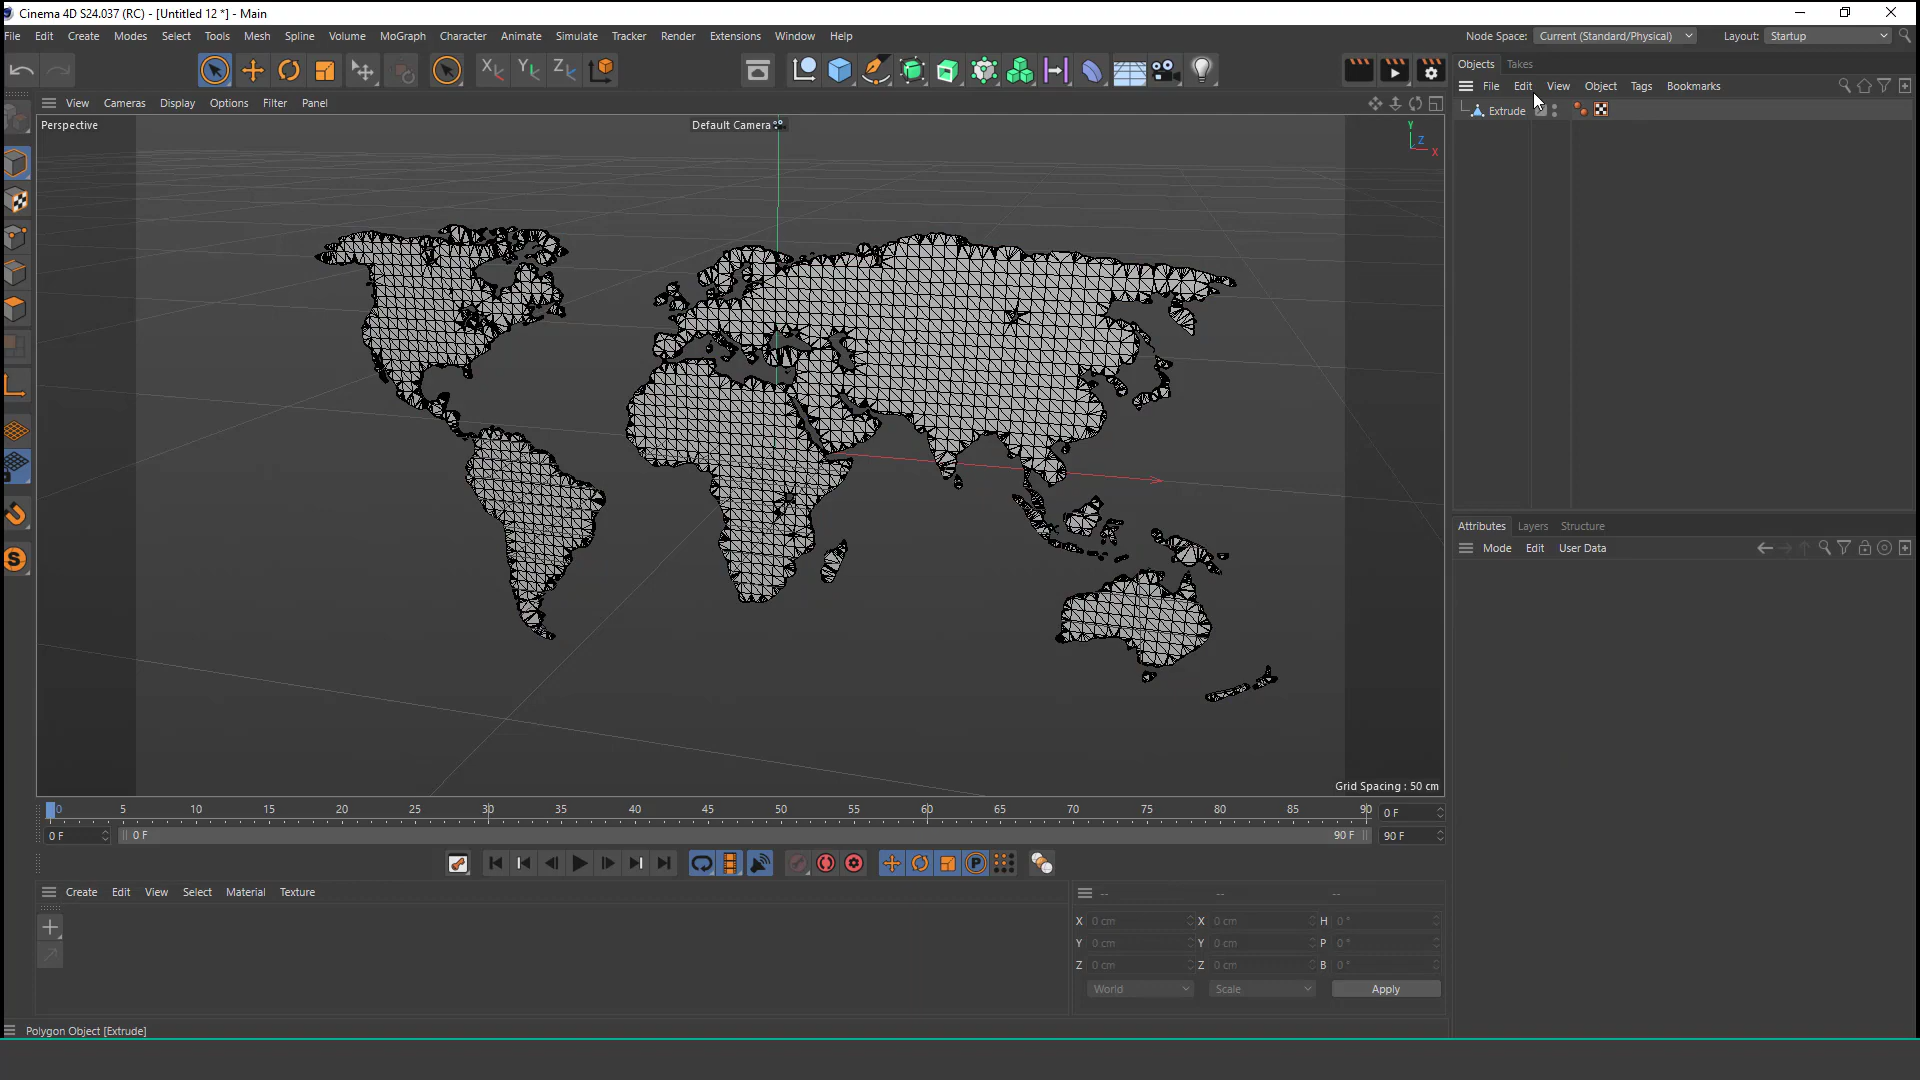 Cinema 4D S24.037 (RC) - [Untitled 12 *] - Main
File Edit Create Modes Select Tools Mesh Spline Volume MoGraph Character Animate Simulate Tracker Render Extensions Window Help
Node Space: Current (Standard/Physical) Layout: Startup
X Y Z
Objects Takes
File Edit View Object Tags Bookmarks
View Cameras Display Options Filter Panel
Extrude
Perspective
Default Camera
Y
Z
X
Attributes Layers Structure
Mode Edit User Data
Grid Spacing : 50 cm
0 5 10 15 20 25 30 35 40 45 50 55 60 65 70 75 80 85 90 0 F
0 F 0 F 90 F 90 F
P
Create Edit View Select Material Texture
-- -- --
X 0 cm X 0 cm H 0 °
Y 0 cm Y 0 cm P 0 °
Z 0 cm Z 0 cm B 0 °
World Scale Apply
Polygon Object [Extrude]